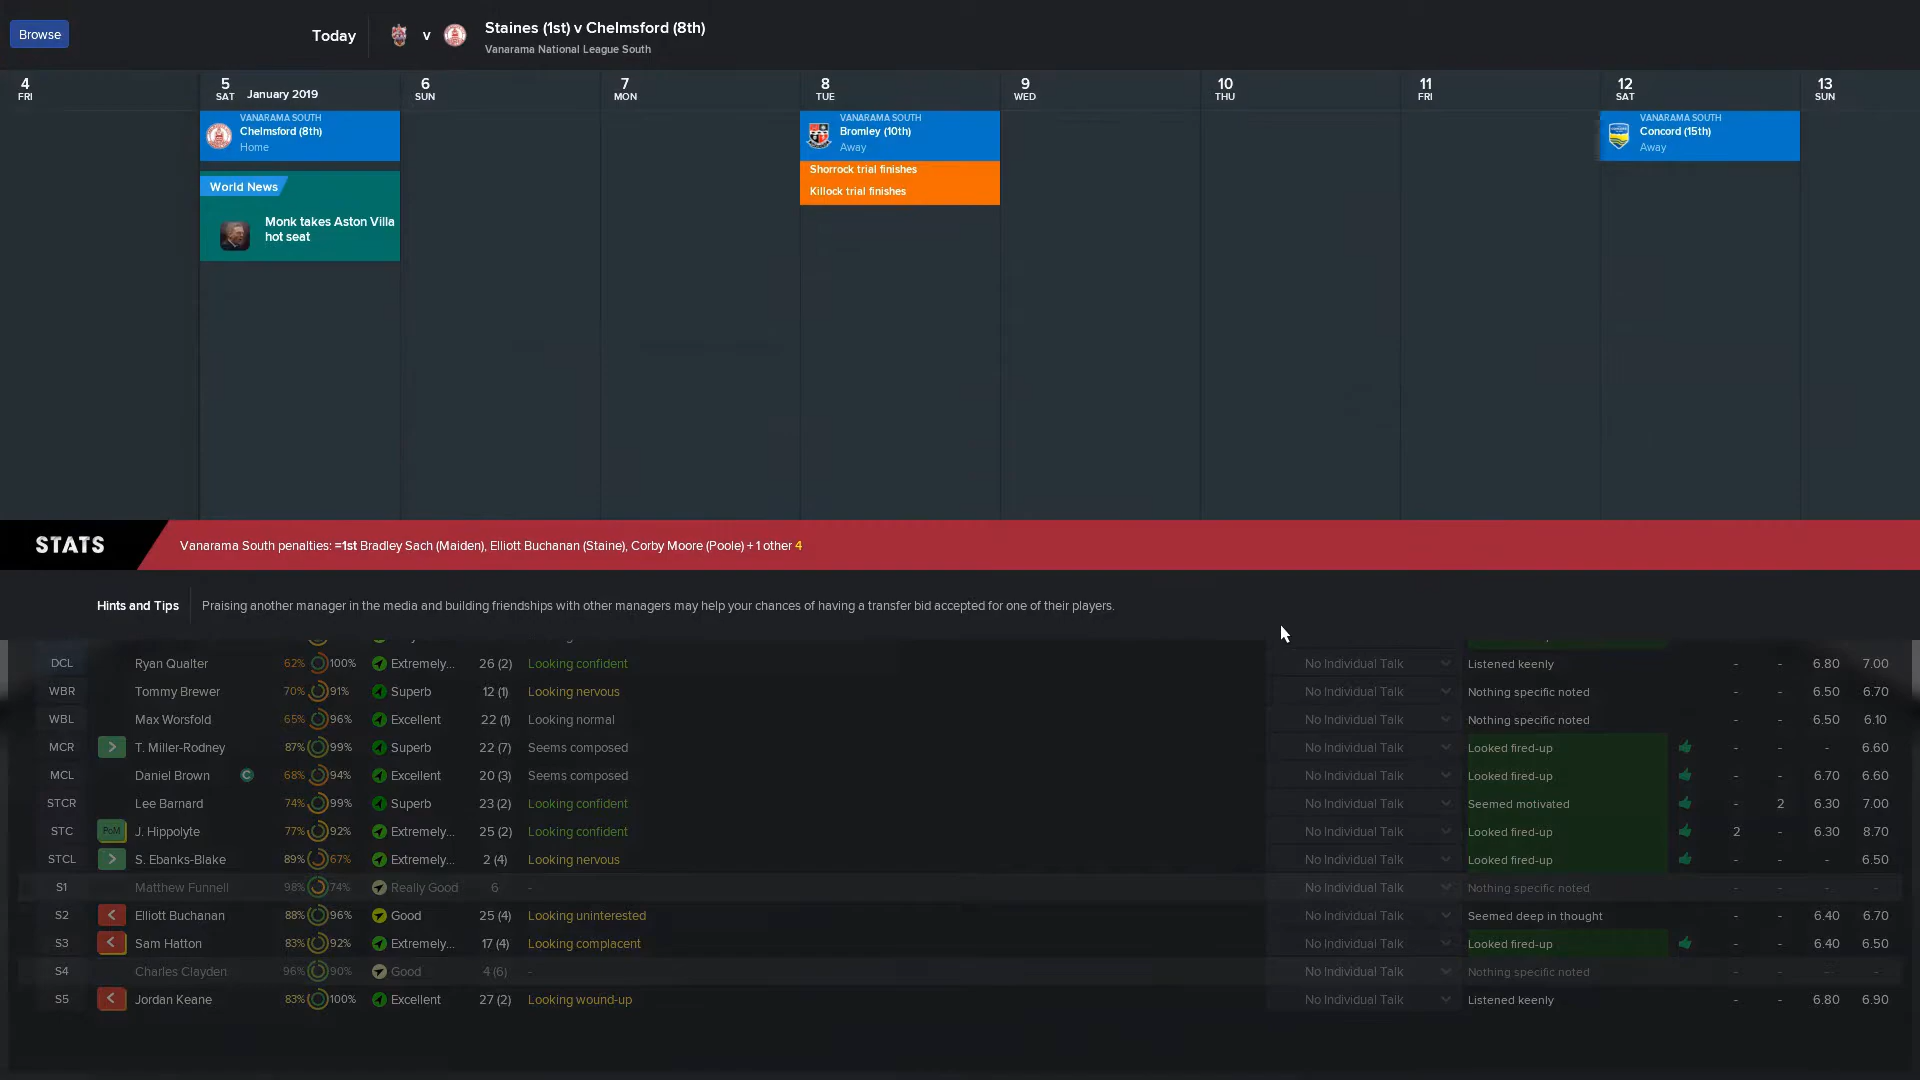 Browse
Today
v
Staines (1st) v Chelmsford (8th)
Vanarama National League South
4
FRI
5
SAT
January 2019
6
SUN
7
MON
8
TUE
9
WED
10
THU
11
FRI
12
SAT
13
SUN
VANARAMA SOUTH
Chelmsford (8th)
Home
World News
Monk takes Aston Villa
hot seat
VANARAMA SOUTH
Bromley (10th)
Away
Shorrock trial finishes
Killock trial finishes
VANARAMA SOUTH
Concord (15th)
Away
STATS
Vanarama South penalties: =1st Bradley Sach (Maiden), Elliott Buchanan (Staine), Corby Moore (Poole) + 1 other 4
Hints and Tips
Praising another manager in the media and building friendships with other managers may help your chances of having a transfer bid accepted for one of their players.
DCL Ryan Qualter 62% 100% Extremely... 26 (2) Looking confident No Individual Talk Listened keenly - - 6.80 7.00
WBR Tommy Brewer 70% 91% Superb 12 (1) Looking nervous No Individual Talk Nothing specific noted - - 6.50 6.70
WBL Max Worsfold 65% 96% Excellent 22 (1) Looking normal No Individual Talk Nothing specific noted - - 6.50 6.10
MCR T. Miller-Rodney 87% 99% Superb 22 (7) Seems composed No Individual Talk Looked fired-up - - - 6.60
MCL Daniel Brown C 68% 94% Excellent 20 (3) Seems composed No Individual Talk Looked fired-up - - 6.70 6.60
STCR Lee Barnard 74% 99% Superb 23 (2) Looking confident No Individual Talk Seemed motivated - 2 6.30 7.00
STC PoM J. Hippolyte 77% 92% Extremely... 25 (2) Looking confident No Individual Talk Looked fired-up 2 - 6.30 8.70
STCL S. Ebanks-Blake 89% 67% Extremely... 2 (4) Looking nervous No Individual Talk Looked fired-up - - - 6.50
S1 Matthew Funnell 98% 74% Really Good 6 - No Individual Talk Nothing specific noted - - - -
S2 Elliott Buchanan 88% 96% Good 25 (4) Looking uninterested No Individual Talk Seemed deep in thought - - 6.40 6.70
S3 Sam Hatton 83% 92% Extremely... 17 (4) Looking complacent No Individual Talk Looked fired-up - - 6.40 6.50
S4 Charles Clayden 96% 90% Good 4 (6) - No Individual Talk Nothing specific noted - - - -
S5 Jordan Keane 83% 100% Excellent 27 (2) Looking wound-up No Individual Talk Listened keenly - - 6.80 6.90